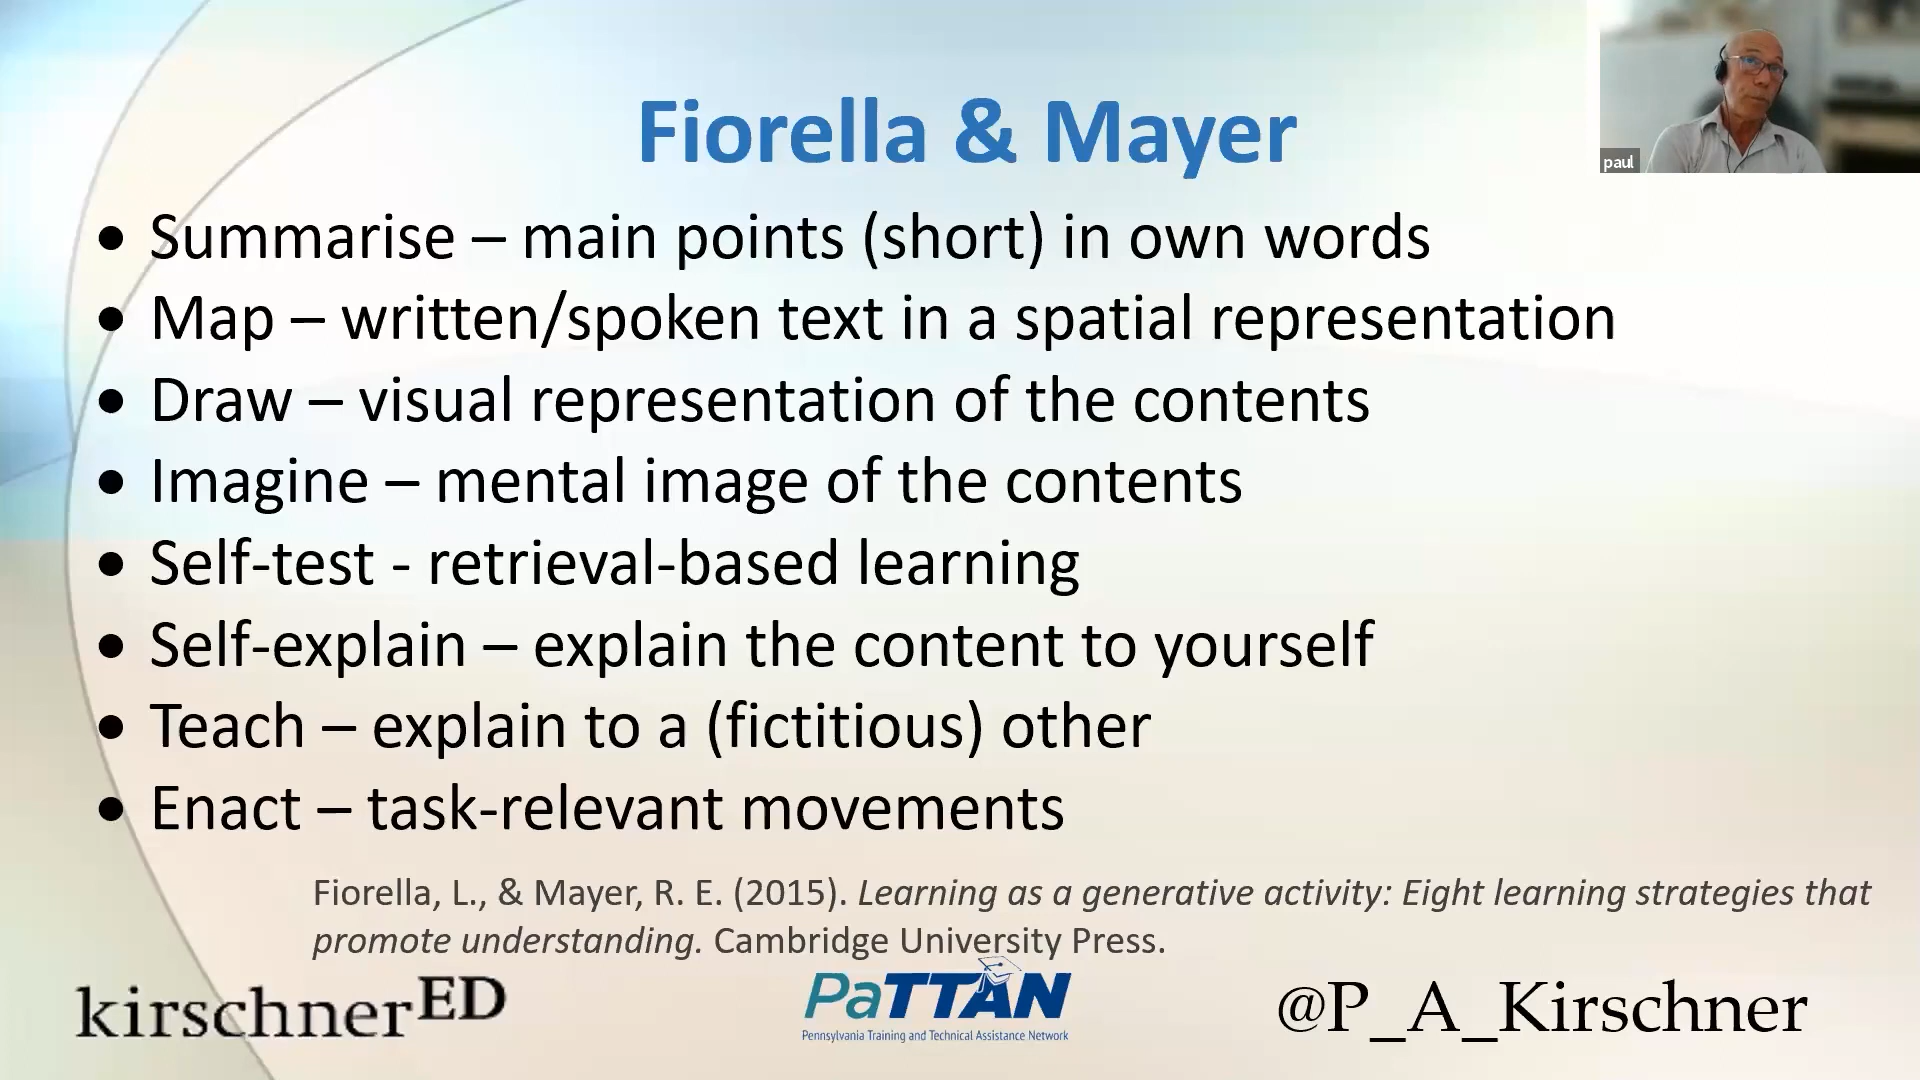 Fiorella & Mayer
paul
• Summarise – main points (short) in own words
• Map – written/spoken text in a spatial representation
• Draw – visual representation of the contents
• Imagine – mental image of the contents
• Self-test - retrieval-based learning
• Self-explain – explain the content to yourself
• Teach – explain to a (fictitious) other
• Enact – task-relevant movements
Fiorella, L., & Mayer, R. E. (2015). Learning as a generative activity: Eight learning strategies that
promote understanding. Cambridge University Press.
kirschnerED
PaTTAN
Pennsylvania Training and Technical Assistance Network
@P_A_Kirschner